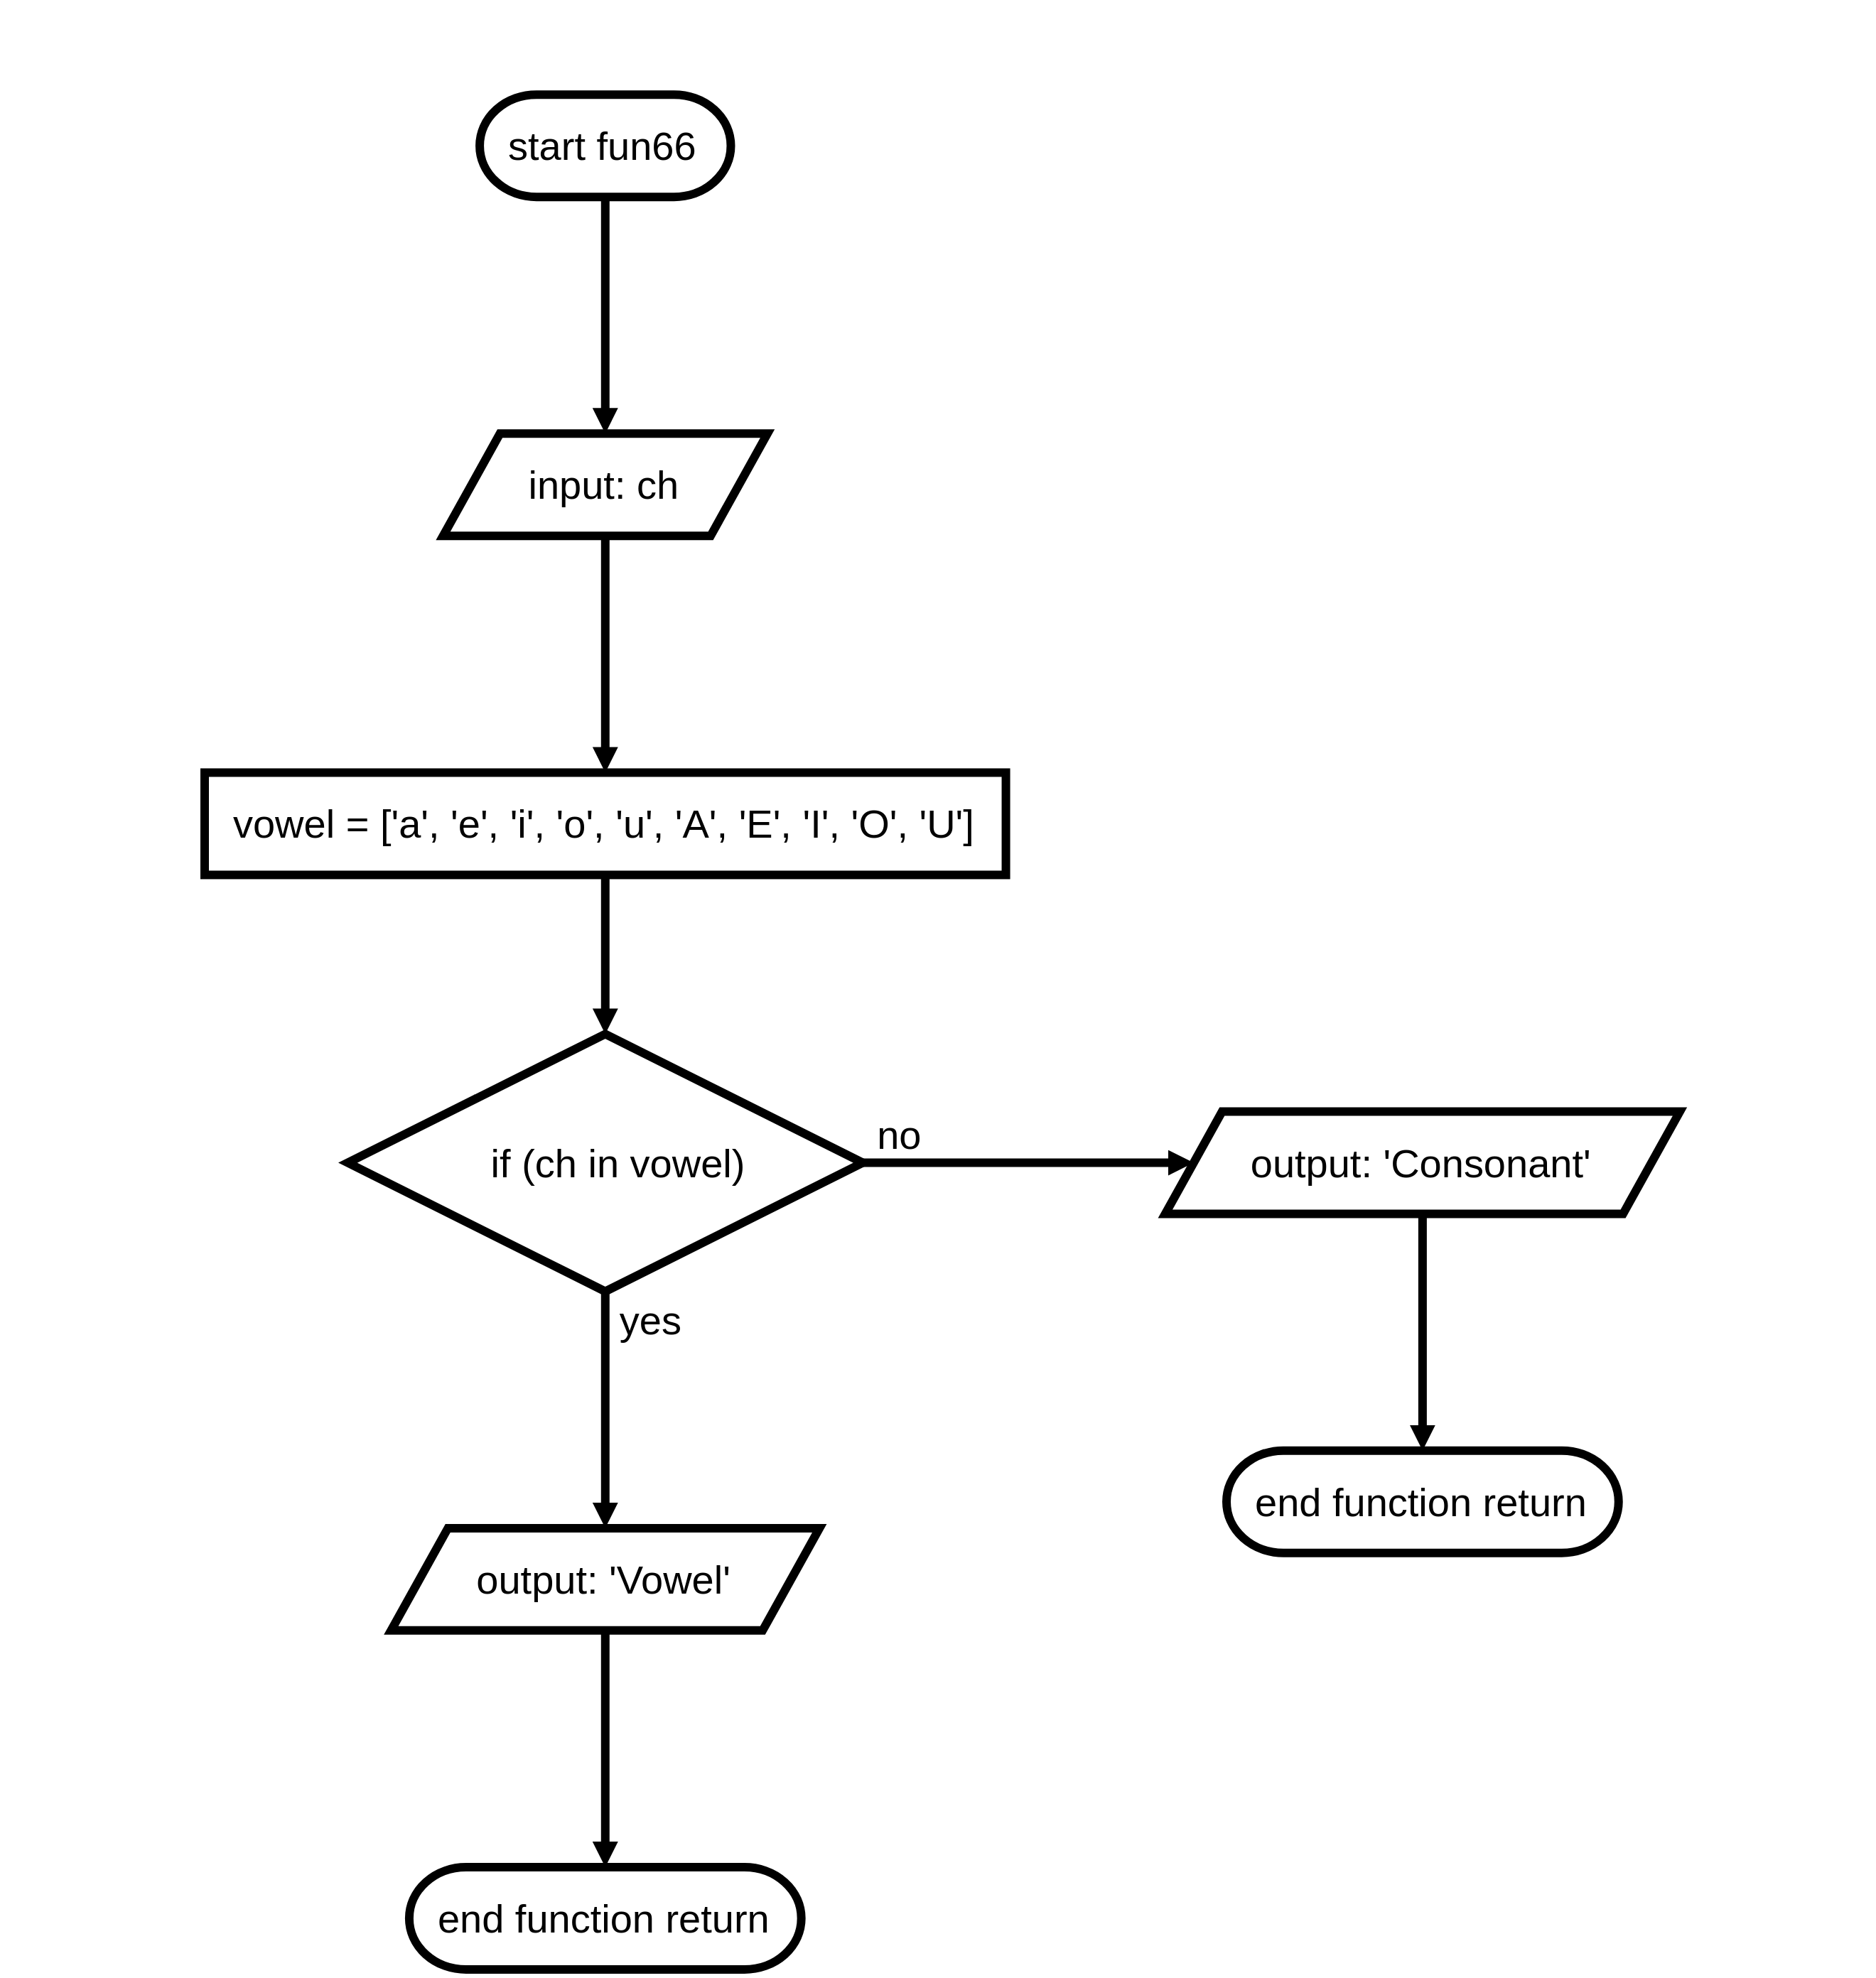 start fun66
input: ch
vowel = ['a', 'e', 'i', 'o', 'u', 'A', 'E', 'I', 'O', 'U']
if (ch in vowel)
no
output: 'Consonant'
yes
end function return
output: 'Vowel'
end function return